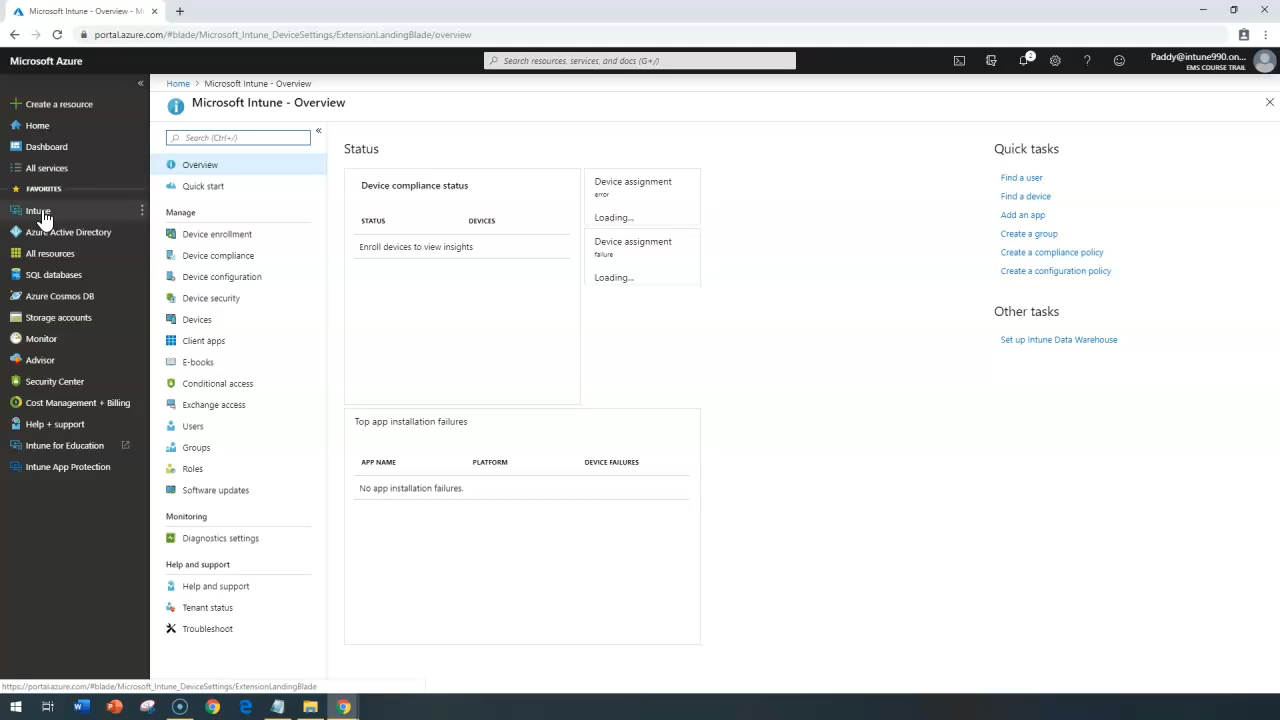 Microsoft Intune - Overview - Mi
portal.azure.com/#blade/Microsoft_Intune_DeviceSettings/ExtensionLandingBlade/overview
Microsoft Azure
Search resources, services, and docs (G+/)
2
Paddy@intune990.on...
EMS COURSE TRAIL
Create a resource
Home
Dashboard
All services
FAVORITES
Intune
Azure Active Directory
All resources
SQL databases
Azure Cosmos DB
Storage accounts
Monitor
Advisor
Security Center
Cost Management + Billing
Help + support
Intune for Education
Intune App Protection
Home > Microsoft Intune - Overview
Microsoft Intune - Overview
Search (Ctrl+/)
Overview
Quick start
Manage
Device enrollment
Device compliance
Device configuration
Device security
Devices
Client apps
E-books
Conditional access
Exchange access
Users
Groups
Roles
Software updates
Monitoring
Diagnostics settings
Help and support
Help and support
Tenant status
Troubleshoot
Status
Device compliance status
STATUS DEVICES
Enroll devices to view insights
Device assignment
error
Loading...
Device assignment
failure
Loading...
Top app installation failures
APP NAME PLATFORM DEVICE FAILURES
No app installation failures.
Quick tasks
Find a user
Find a device
Add an app
Create a group
Create a compliance policy
Create a configuration policy
Other tasks
Set up Intune Data Warehouse
https://portal.azure.com/#blade/Microsoft_Intune_DeviceSettings/ExtensionLandingBlade